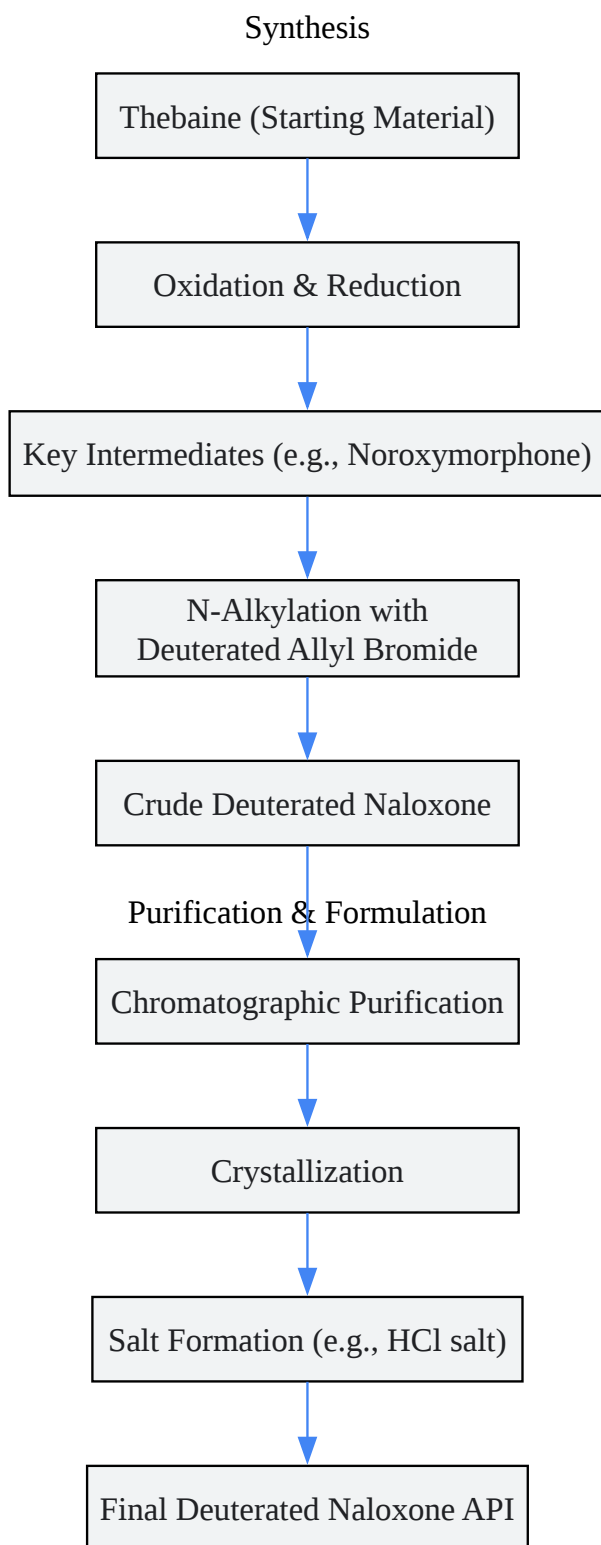 Synthesis
Thebaine (Starting Material)
Oxidation & Reduction
Key Intermediates (e.g., Noroxymorphone)
N-Alkylation with
Deuterated Allyl Bromide
Crude Deuterated Naloxone
Purification & Formulation
Chromatographic Purification
Crystallization
Salt Formation (e.g., HCl salt)
Final Deuterated Naloxone API